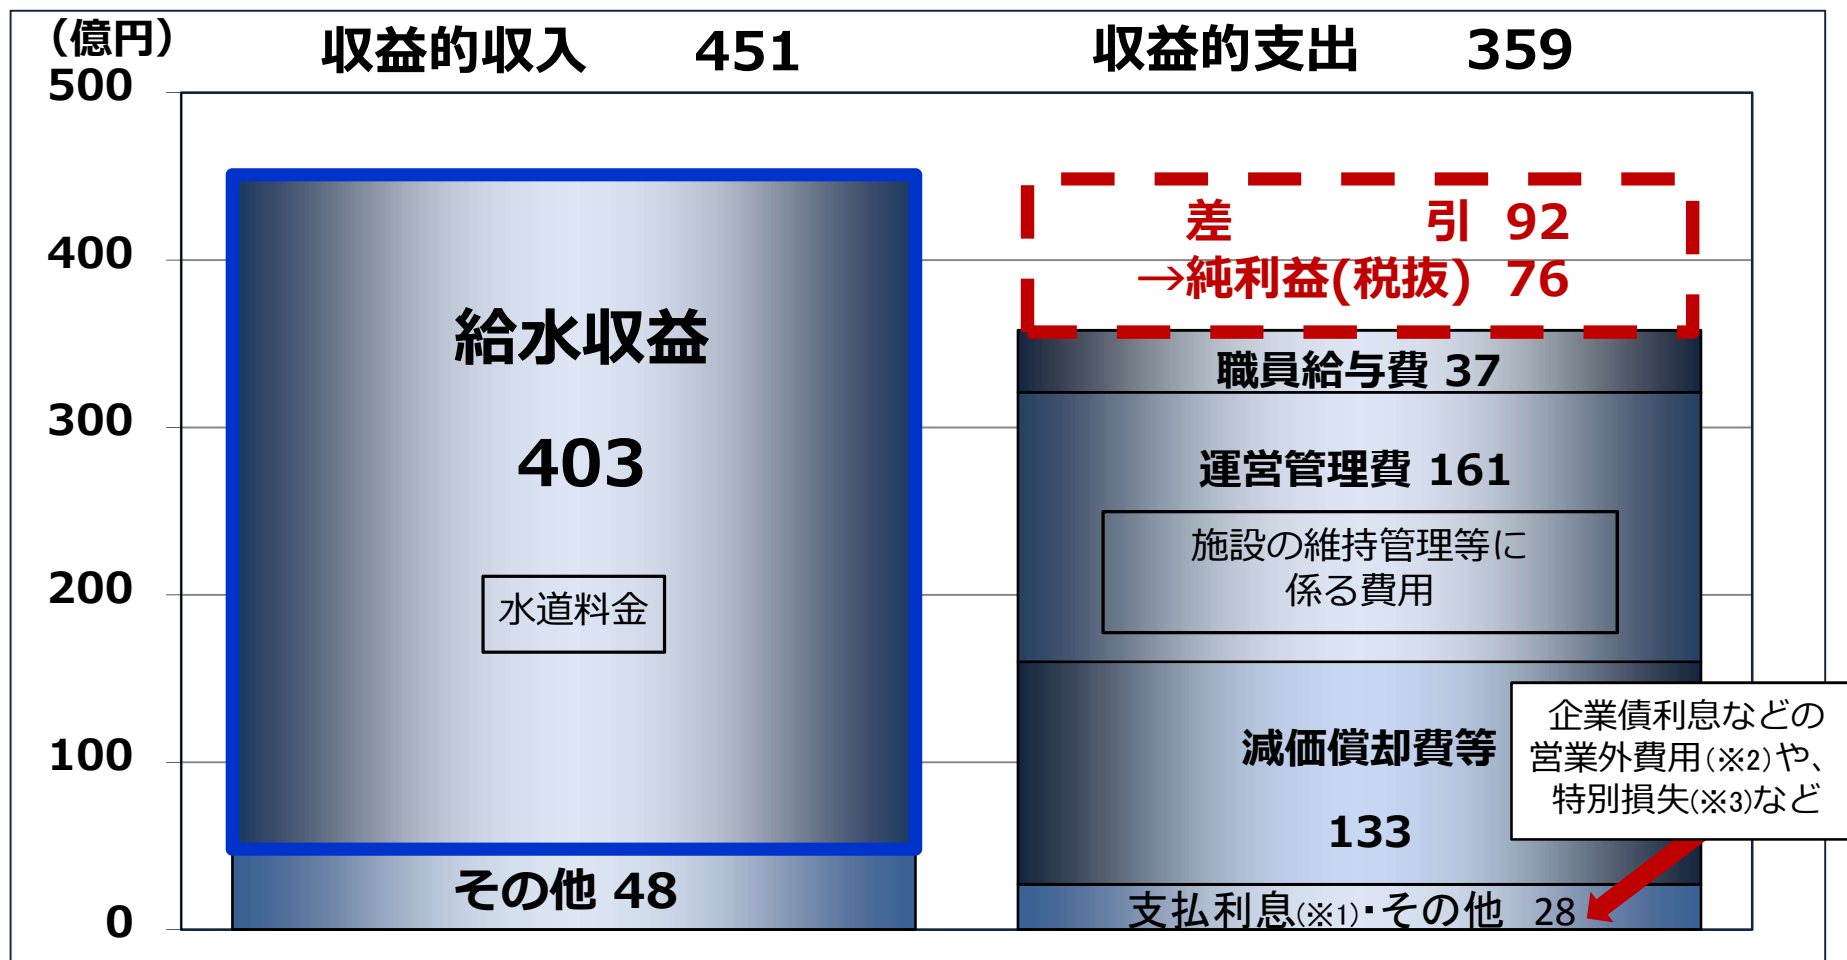 (億円)
収益的収入 451
収益的支出 359
500
400
300
200
100
0
給水収益
403
水道料金
その他 48
差 引 92
→純利益(税抜) 76
職員給与費 37
運営管理費 161
施設の維持管理等に
係る費用
減価償却費等
133
企業債利息などの
営業外費用(※2)や、
特別損失(※3)など
支払利息(※1)・その他 28